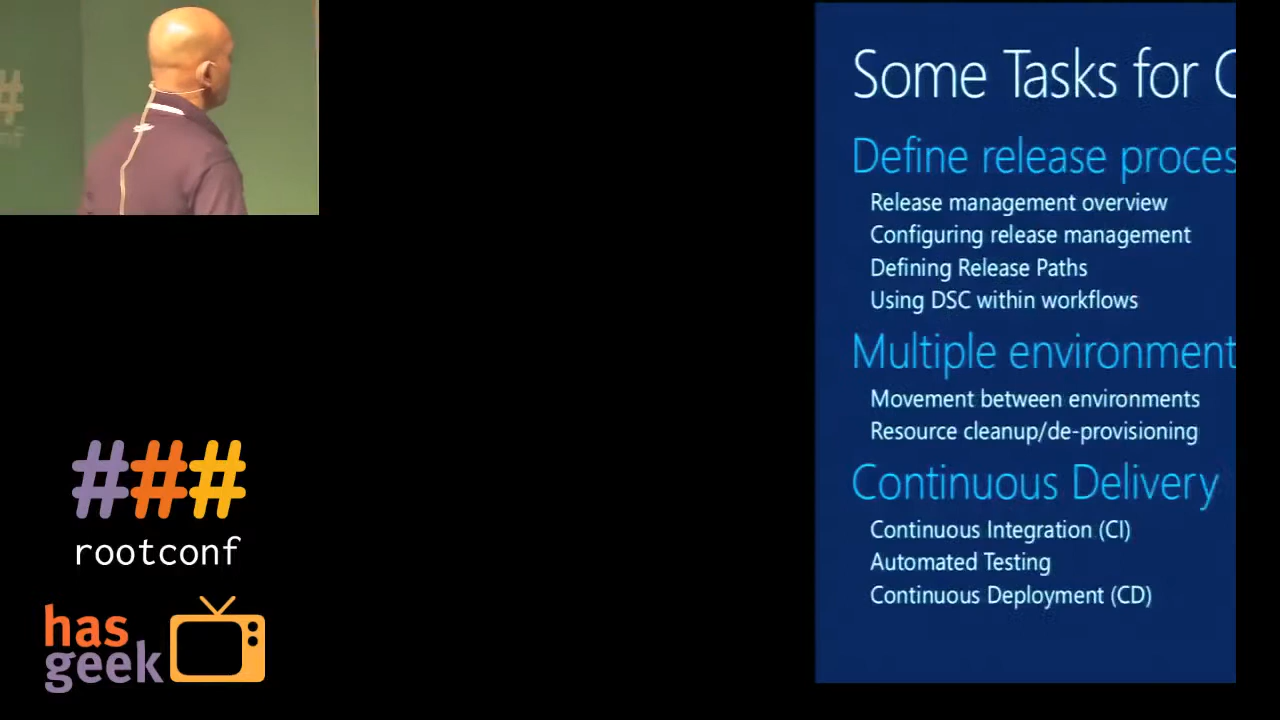 Some Tasks for C
Define release proces
Release management overview
Configuring release management
Defining Release Paths
Using DSC within workflows
Multiple environment
Movement between environments
Resource cleanup/de-provisioning
Continuous Delivery
Continuous Integration (CI)
Automated Testing
Continuous Deployment (CD)
###
rootconf
has
geek